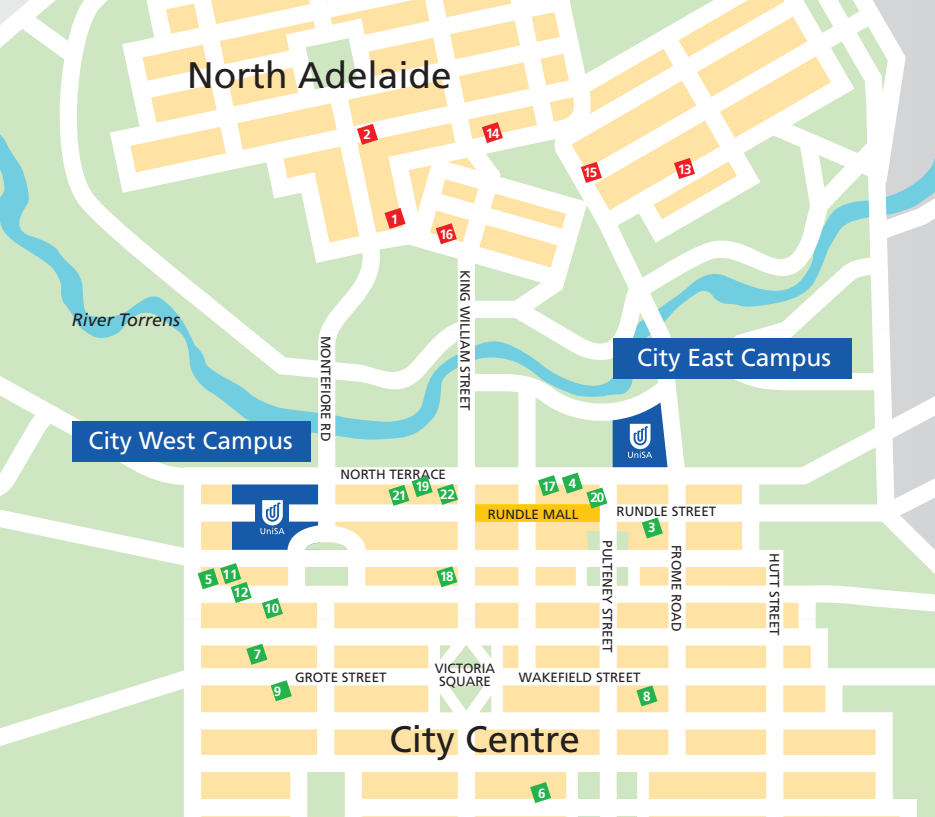 North Adelaide
2
14
15
13
1
16
River Torrens
KING WILLIAM STREET
MONTEFIORE RD
City East Campus
City West Campus
UniSA
NORTH TERRACE
21
19
22
17
4
20
RUNDLE MALL
RUNDLE STREET
3
UniSA
PULTENEY STREET
FROME ROAD
HUTT STREET
5
11
12
10
18
7
9
GROTE STREET
VICTORIA
SQUARE
WAKEFIELD STREET
8
City Centre
6